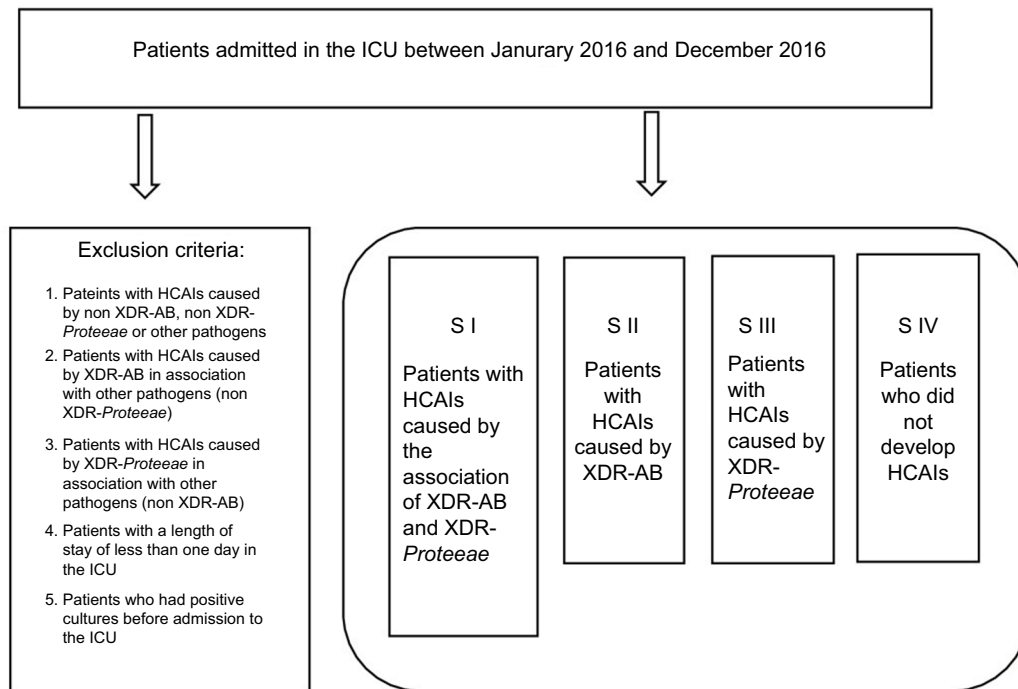 Patients admitted in the ICU between Janurary 2016 and December 2016
Exclusion criteria:
1. Pateints with HCAIs caused
by non XDR-AB, non XDR-
Proteeae or other pathogens
2. Patients with HCAIs caused
by XDR-AB in association
with other pathogens (non
XDR-Proteeae)
3. Patients with HCAIs caused
by XDR-Proteeae in
association with other
pathogens (non XDR-AB)
4. Patients with a length of
stay of less than one day in
the ICU
5. Patients who had positive
cultures before admission to
the ICU
S I
Patients with
HCAIs
caused by
the
association
of XDR-AB
and XDR-
Proteeae
S II
Patients
with
HCAIs
caused by
XDR-AB
S III
Patients
with
HCAIs
caused by
XDR-
Proteeae
S IV
Patients
who did
not
develop
HCAIs